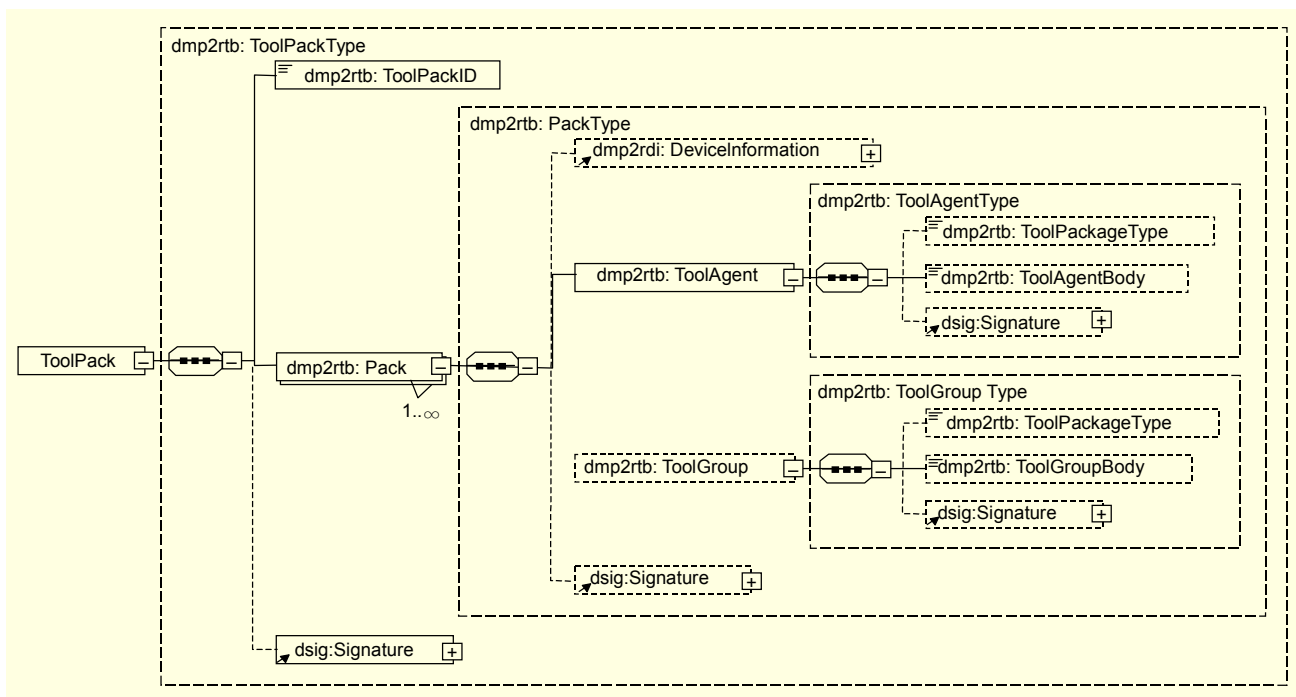 dmp2rtb: ToolPackType
dmp2rtb: ToolPackID
dmp2rtb: PackType
dmp2rdi: DeviceInformation
dmp2rtb: ToolAgentType
dmp2rtb: ToolPackageType
dmp2rtb: ToolAgent
dmp2rtb: ToolAgentBody
dsig:Signature
ToolPack
dmp2rtb: Pack
1..∞
dmp2rtb: ToolGroup Type
dmp2rtb: ToolPackageType
dmp2rtb: ToolGroup
dmp2rtb: ToolGroupBody
dsig:Signature
dsig:Signature
dsig:Signature